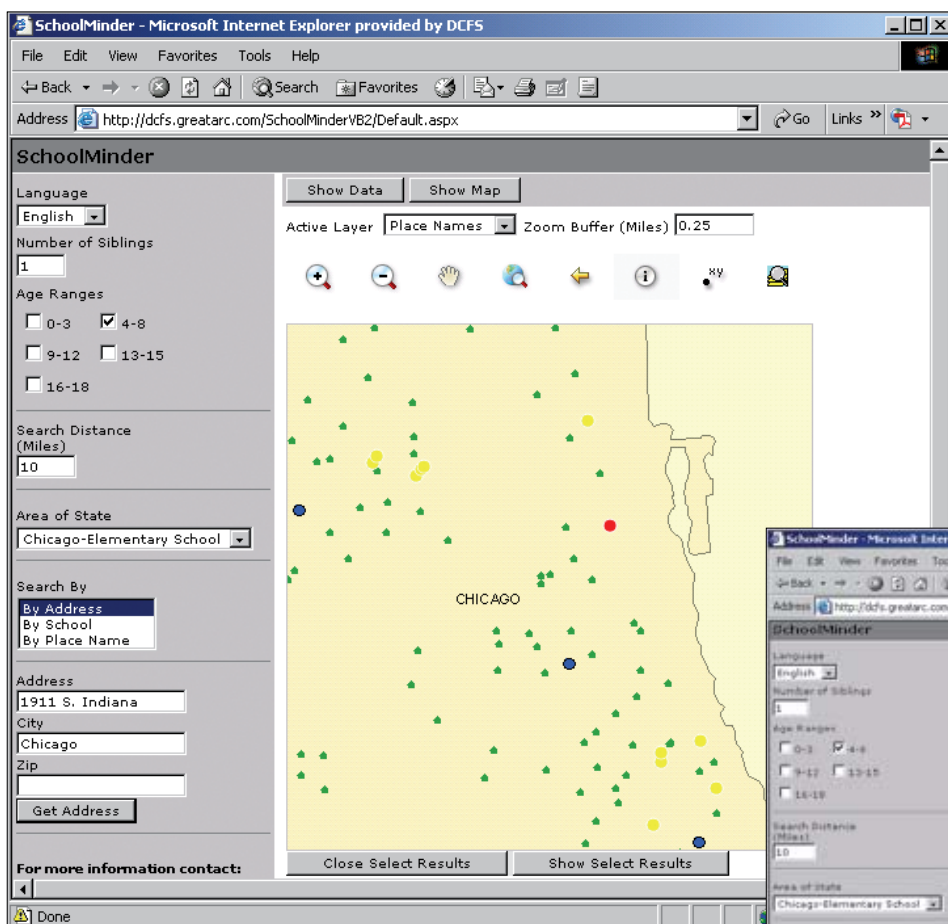 SchoolMinder - Microsoft Internet Explorer provided by DCFS
File Edit View Favorites Tools Help
Back Search Favorites
Address http://dcfs.greatarc.com/SchoolMinderVB2/Default.aspx Go Links »
SchoolMinder
Language
English
Number of Siblings
1
Age Ranges
0-3 4-8
9-12 13-15
16-18
Search Distance
(Miles)
10
Area of State
Chicago-Elementary School
Search By
By Address
By School
By Place Name
Address
1911 S. Indiana
City
Chicago
Zip
Get Address
For more information contact:
Show Data Show Map
Active Layer Place Names Zoom Buffer (Miles) 0.25
xy
CHICAGO
Close Select Results Show Select Results
Done
SchoolMinder - Microsoft Inter
File Edit View Favorites Too
Back
Address http://dcfs.greatarc.com
SchoolMinder
Language
English
Number of Siblings
1
Age Ranges
0-3 4-8
9-12 13-15
16-18
Search Distance
(Miles)
10
Area of State
Chicago-Elementary School